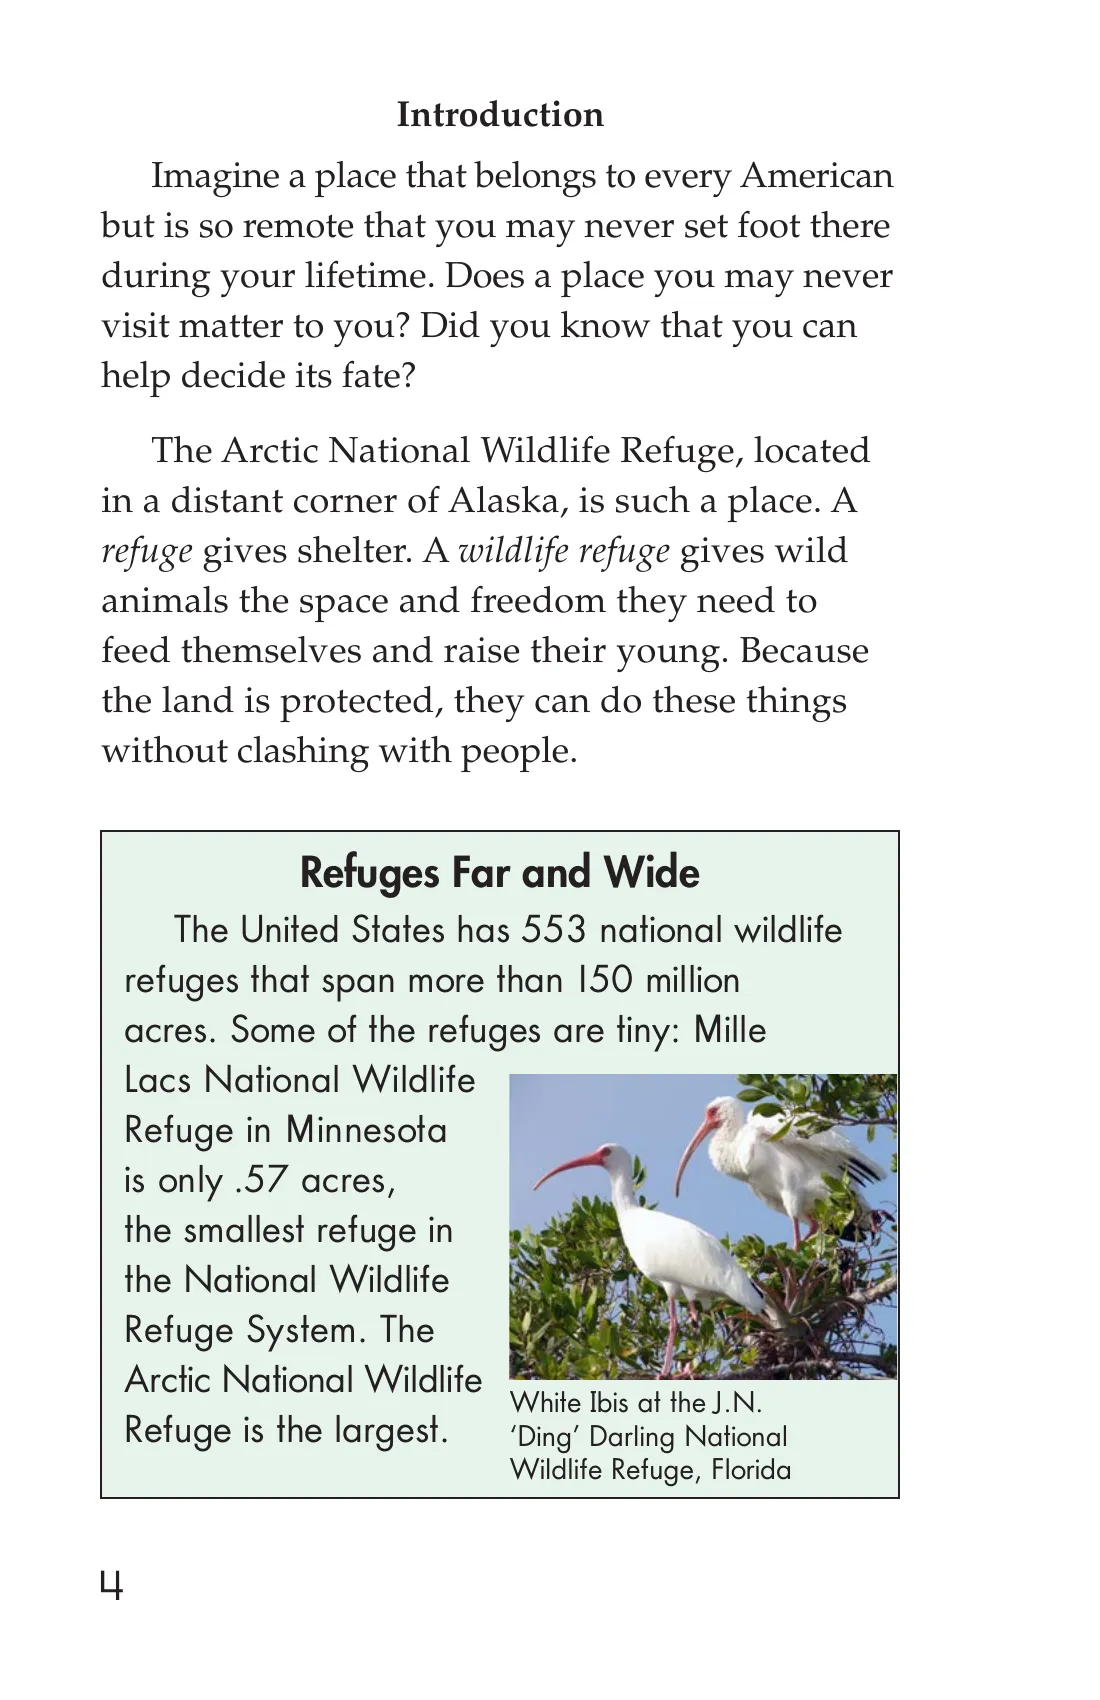 Introduction
Imagine a place that belongs to every American
but is so remote that you may never set foot there
during your lifetime. Does a place you may never
visit matter to you? Did you know that you can
help decide its fate?
The Arctic National Wildlife Refuge, located
in a distant corner of Alaska, is such a place. A
refuge gives shelter. A wildlife refuge gives wild
animals the space and freedom they need to
feed themselves and raise their young. Because
the land is protected, they can do these things
without clashing with people.
Refuges Far and Wide
The United States has 553 national wildlife
refuges that span more than 150 million
acres. Some of the refuges are tiny: Mille
Lacs National Wildlife
Refuge in Minnesota
is only .57 acres,
the smallest refuge in
the National Wildlife
Refuge System. The
Arctic National Wildlife
Refuge is the largest.
White Ibis at the J.N.
‘Ding’ Darling National
Wildlife Refuge, Florida
4